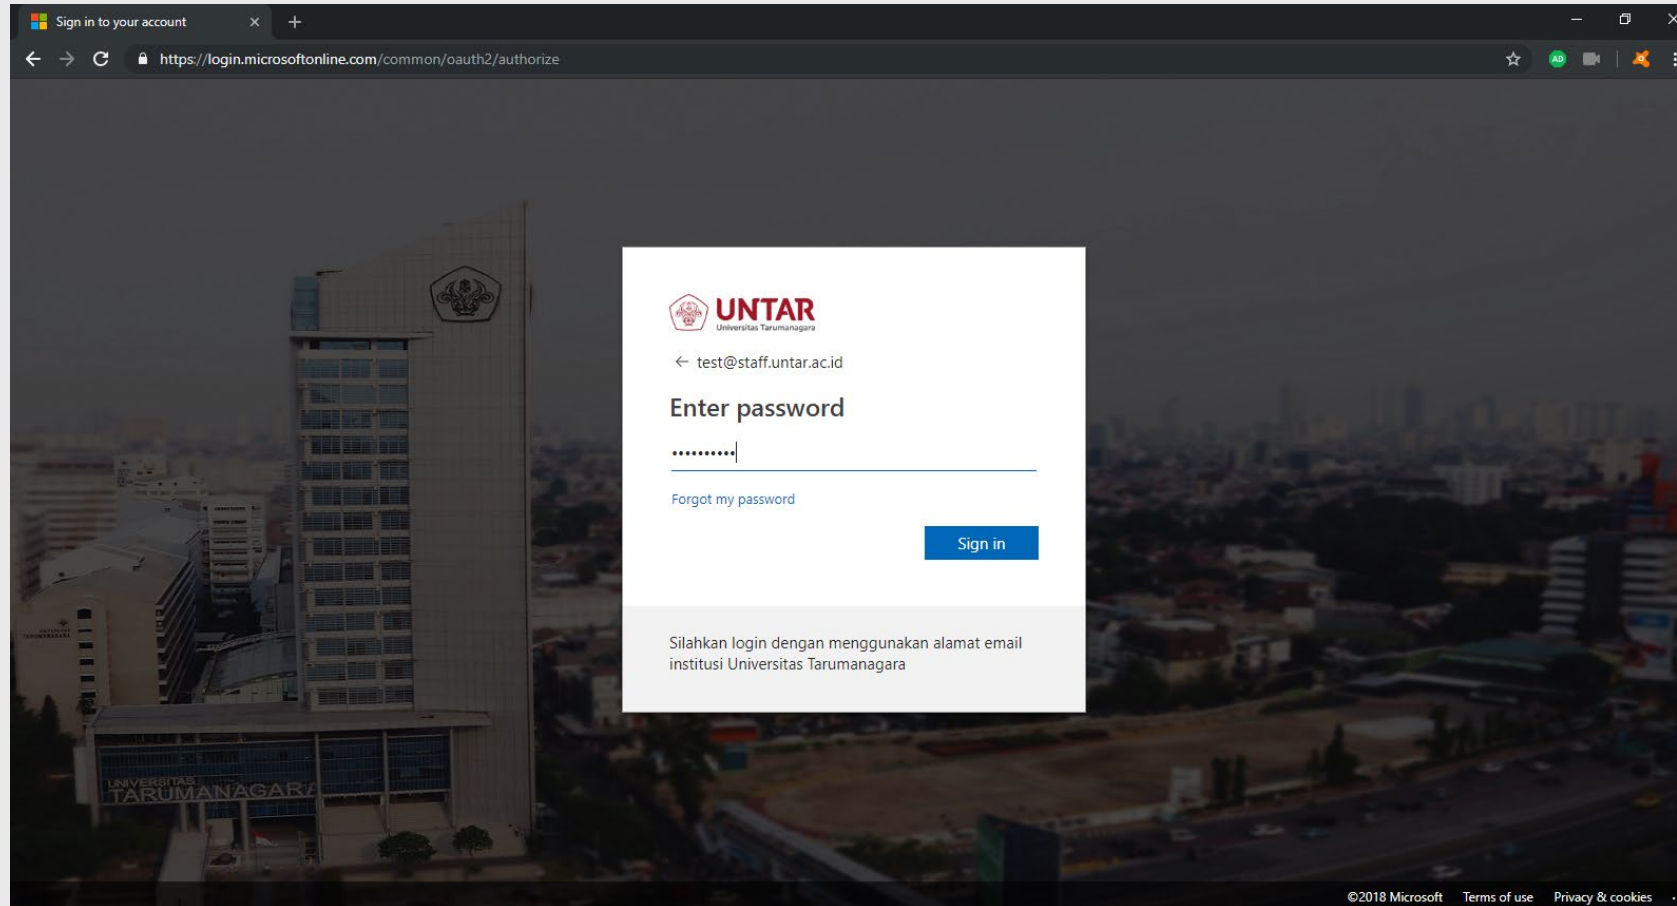 Sign in to your account
https://login.microsoftonline.com/common/oauth2/authorize
AD
UNTAR
Universitas Tarumanagara
test@staff.untar.ac.id
Enter password
••••••••••
Forgot my password
Sign in
Silahkan login dengan menggunakan alamat email
institusi Universitas Tarumanagara
UNIVERSITAS
TARUMANAGARA
©2018 Microsoft Terms of use Privacy & cookies